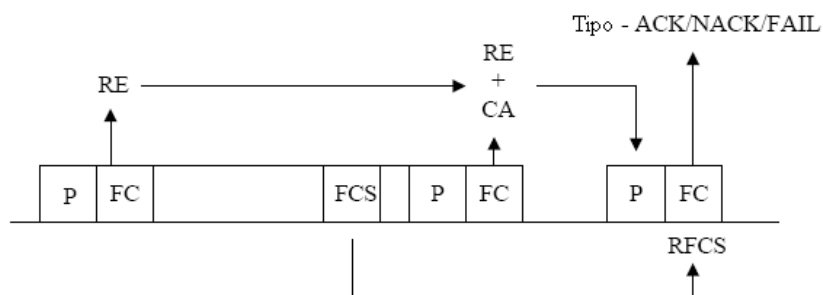 Tipo - ACK/NACK/FAIL
RE
RE
+
CA
P FC FCS P FC P FC
RFCS